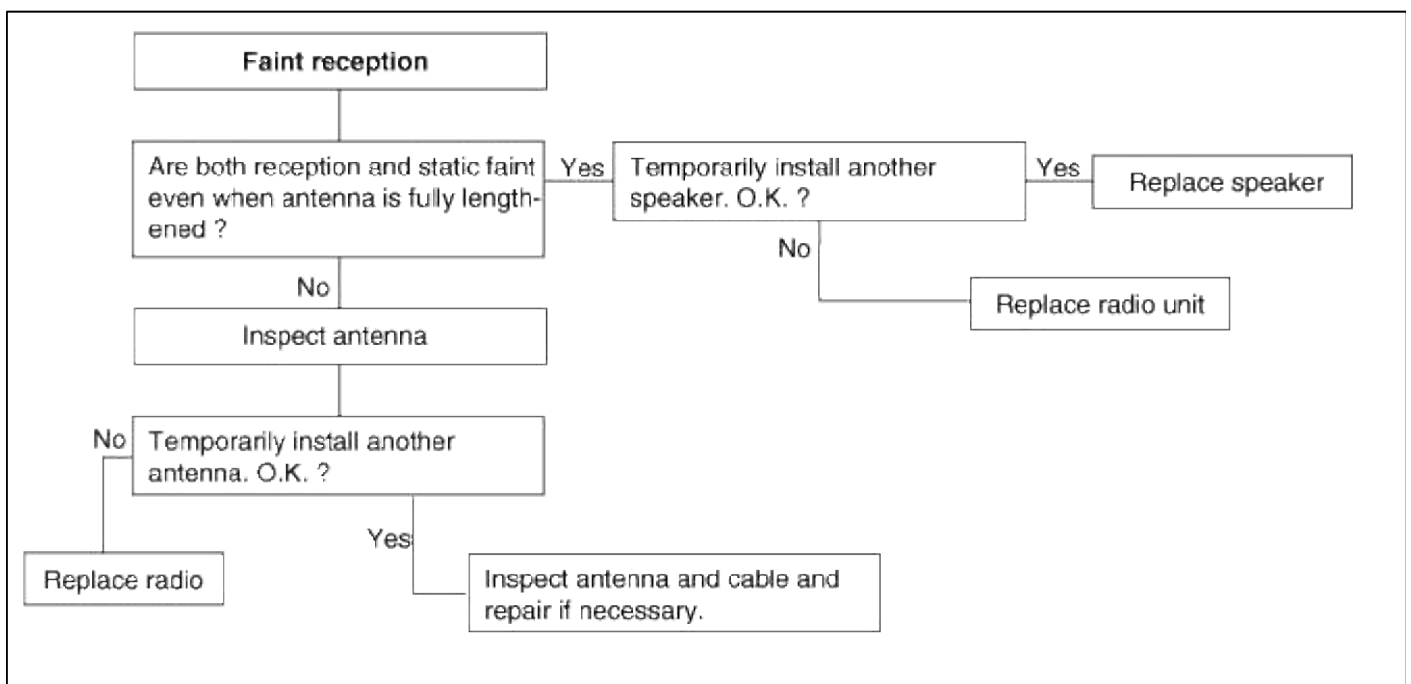 Faint reception
Are both reception and static faint
even when antenna is fully length-
ened ?
Yes
Temporarily install another
speaker. O.K. ?
Yes
Replace speaker
No
Replace radio unit
No
Inspect antenna
Temporarily install another
antenna. O.K. ?
No
Replace radio
Yes
Inspect antenna and cable and
repair if necessary.